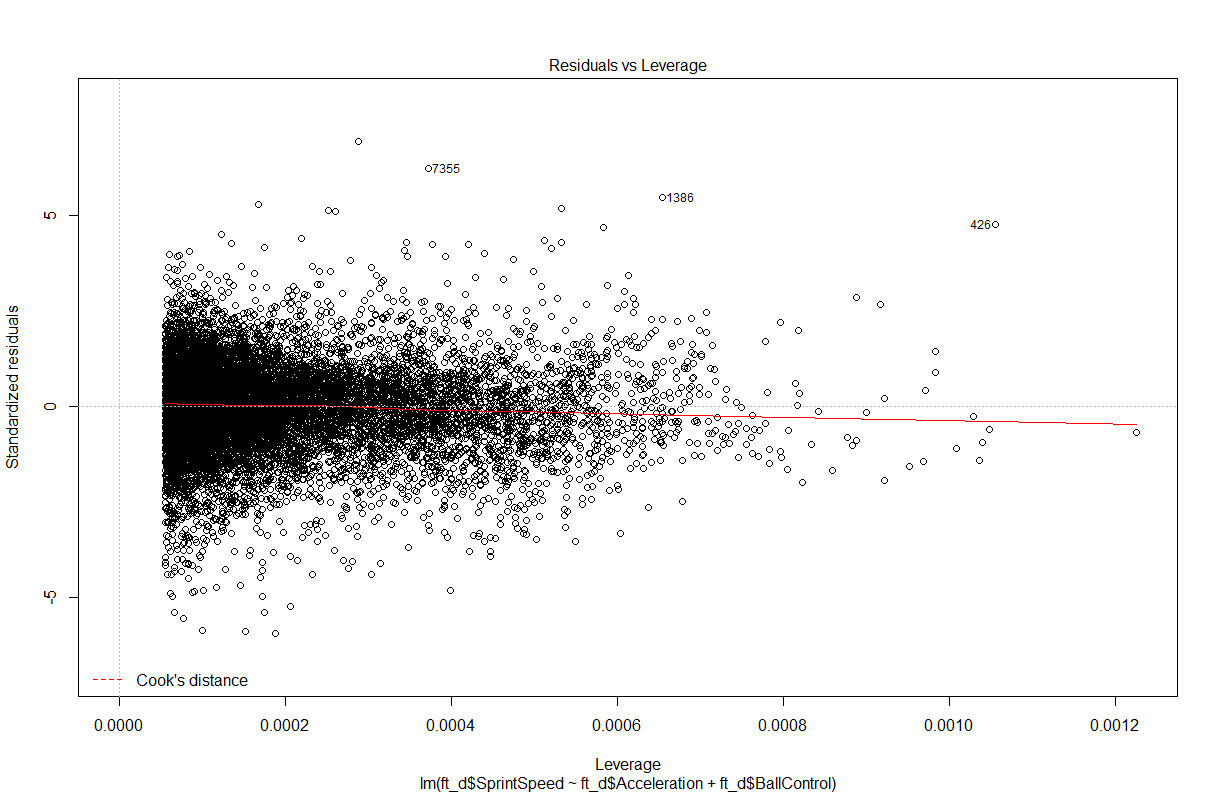 Residuals vs Leverage
7355
1386
426
5
0
-5
Standardized residuals
Cook's distance
0.0000 0.0002 0.0004 0.0006 0.0008 0.0010 0.0012
Leverage
lm(ft_d$SprintSpeed ~ ft_d$Acceleration + ft_d$BallControl)